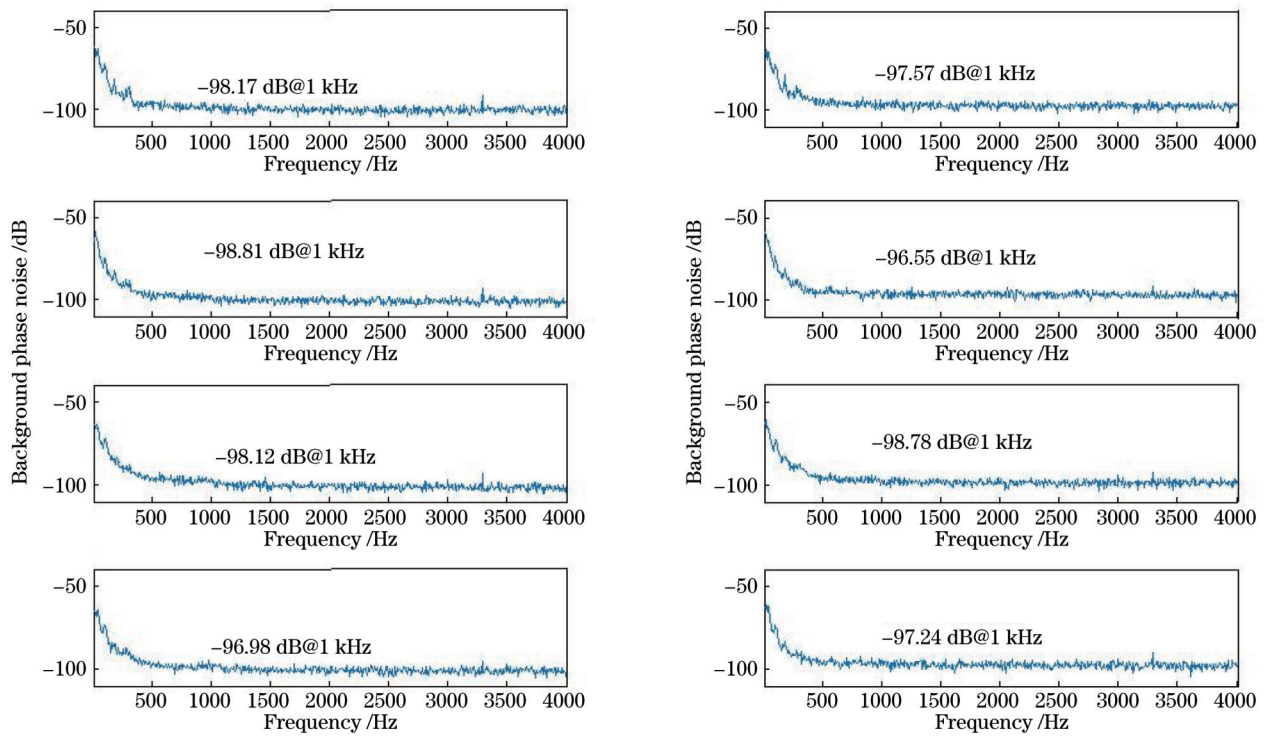 Background phase noise /dB
−50
−100
−98.17 dB@1 kHz
500 1000 1500 2000 2500 3000 3500 4000
Frequency /Hz
−50
−100
−98.81 dB@1 kHz
500 1000 1500 2000 2500 3000 3500 4000
Frequency /Hz
−50
−100
−98.12 dB@1 kHz
500 1000 1500 2000 2500 3000 3500 4000
Frequency /Hz
−50
−100
−96.98 dB@1 kHz
500 1000 1500 2000 2500 3000 3500 4000
Frequency /Hz
Background phase noise /dB
−50
−100
−97.57 dB@1 kHz
500 1000 1500 2000 2500 3000 3500 4000
Frequency /Hz
−50
−100
−96.55 dB@1 kHz
500 1000 1500 2000 2500 3000 3500 4000
Frequency /Hz
−50
−100
−98.78 dB@1 kHz
500 1000 1500 2000 2500 3000 3500 4000
Frequency /Hz
−50
−100
−97.24 dB@1 kHz
500 1000 1500 2000 2500 3000 3500 4000
Frequency /Hz